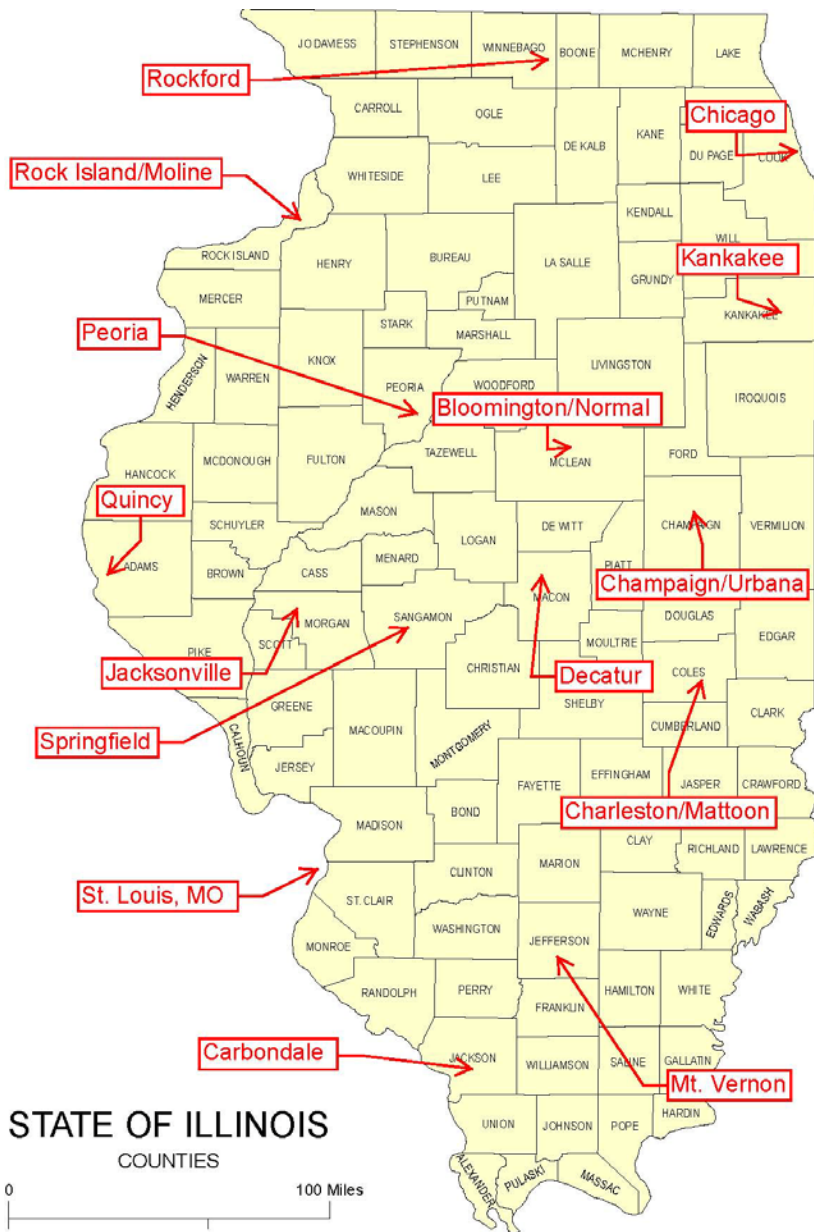 JO DAVIESS
STEPHENSON
WINNEBAGO
BOONE
MCHENRY
LAKE
Rockford
CARROLL
OGLE
DE KALB
KANE
Chicago
DU PAGE
COOK
Rock Island/Moline
WHITESIDE
LEE
KENDALL
WILL
ROCK ISLAND
HENRY
BUREAU
LA SALLE
GRUNDY
Kankakee
KANKAKEE
MERCER
PUTNAM
STARK
MARSHALL
Peoria
HENDERSON
WARREN
KNOX
PEORIA
WOODFORD
LIVINGSTON
IROQUOIS
Bloomington/Normal
MCLEAN
FORD
HANCOCK
MCDONOUGH
FULTON
TAZEWELL
Quincy
SCHUYLER
MASON
LOGAN
DE WITT
CHAMPAIGN
VERMILION
ADAMS
BROWN
CASS
MENARD
PIATT
MACON
Champaign/Urbana
SANGAMON
MORGAN
SCOTT
PIKE
DOUGLAS
MOULTRIE
EDGAR
Jacksonville
CHRISTIAN
Decatur
COLES
SHELBY
GREENE
MACOUPIN
MONTGOMERY
CUMBERLAND
CLARK
Springfield
CALHOUN
JERSEY
FAYETTE
EFFINGHAM
JASPER
CRAWFORD
Charleston/Mattoon
MADISON
BOND
CLAY
RICHLAND
LAWRENCE
MARION
CLINTON
St. Louis, MO
ST. CLAIR
WAYNE
EDWARDS
WABASH
WASHINGTON
JEFFERSON
MONROE
RANDOLPH
PERRY
HAMILTON
WHITE
FRANKLIN
Carbondale
JACKSON
WILLIAMSON
SALINE
GALLATIN
Mt. Vernon
HARDIN
UNION
JOHNSON
POPE
ALEXANDER
PULASKI
MASSAC
STATE OF ILLINOIS
COUNTIES
0
100 Miles